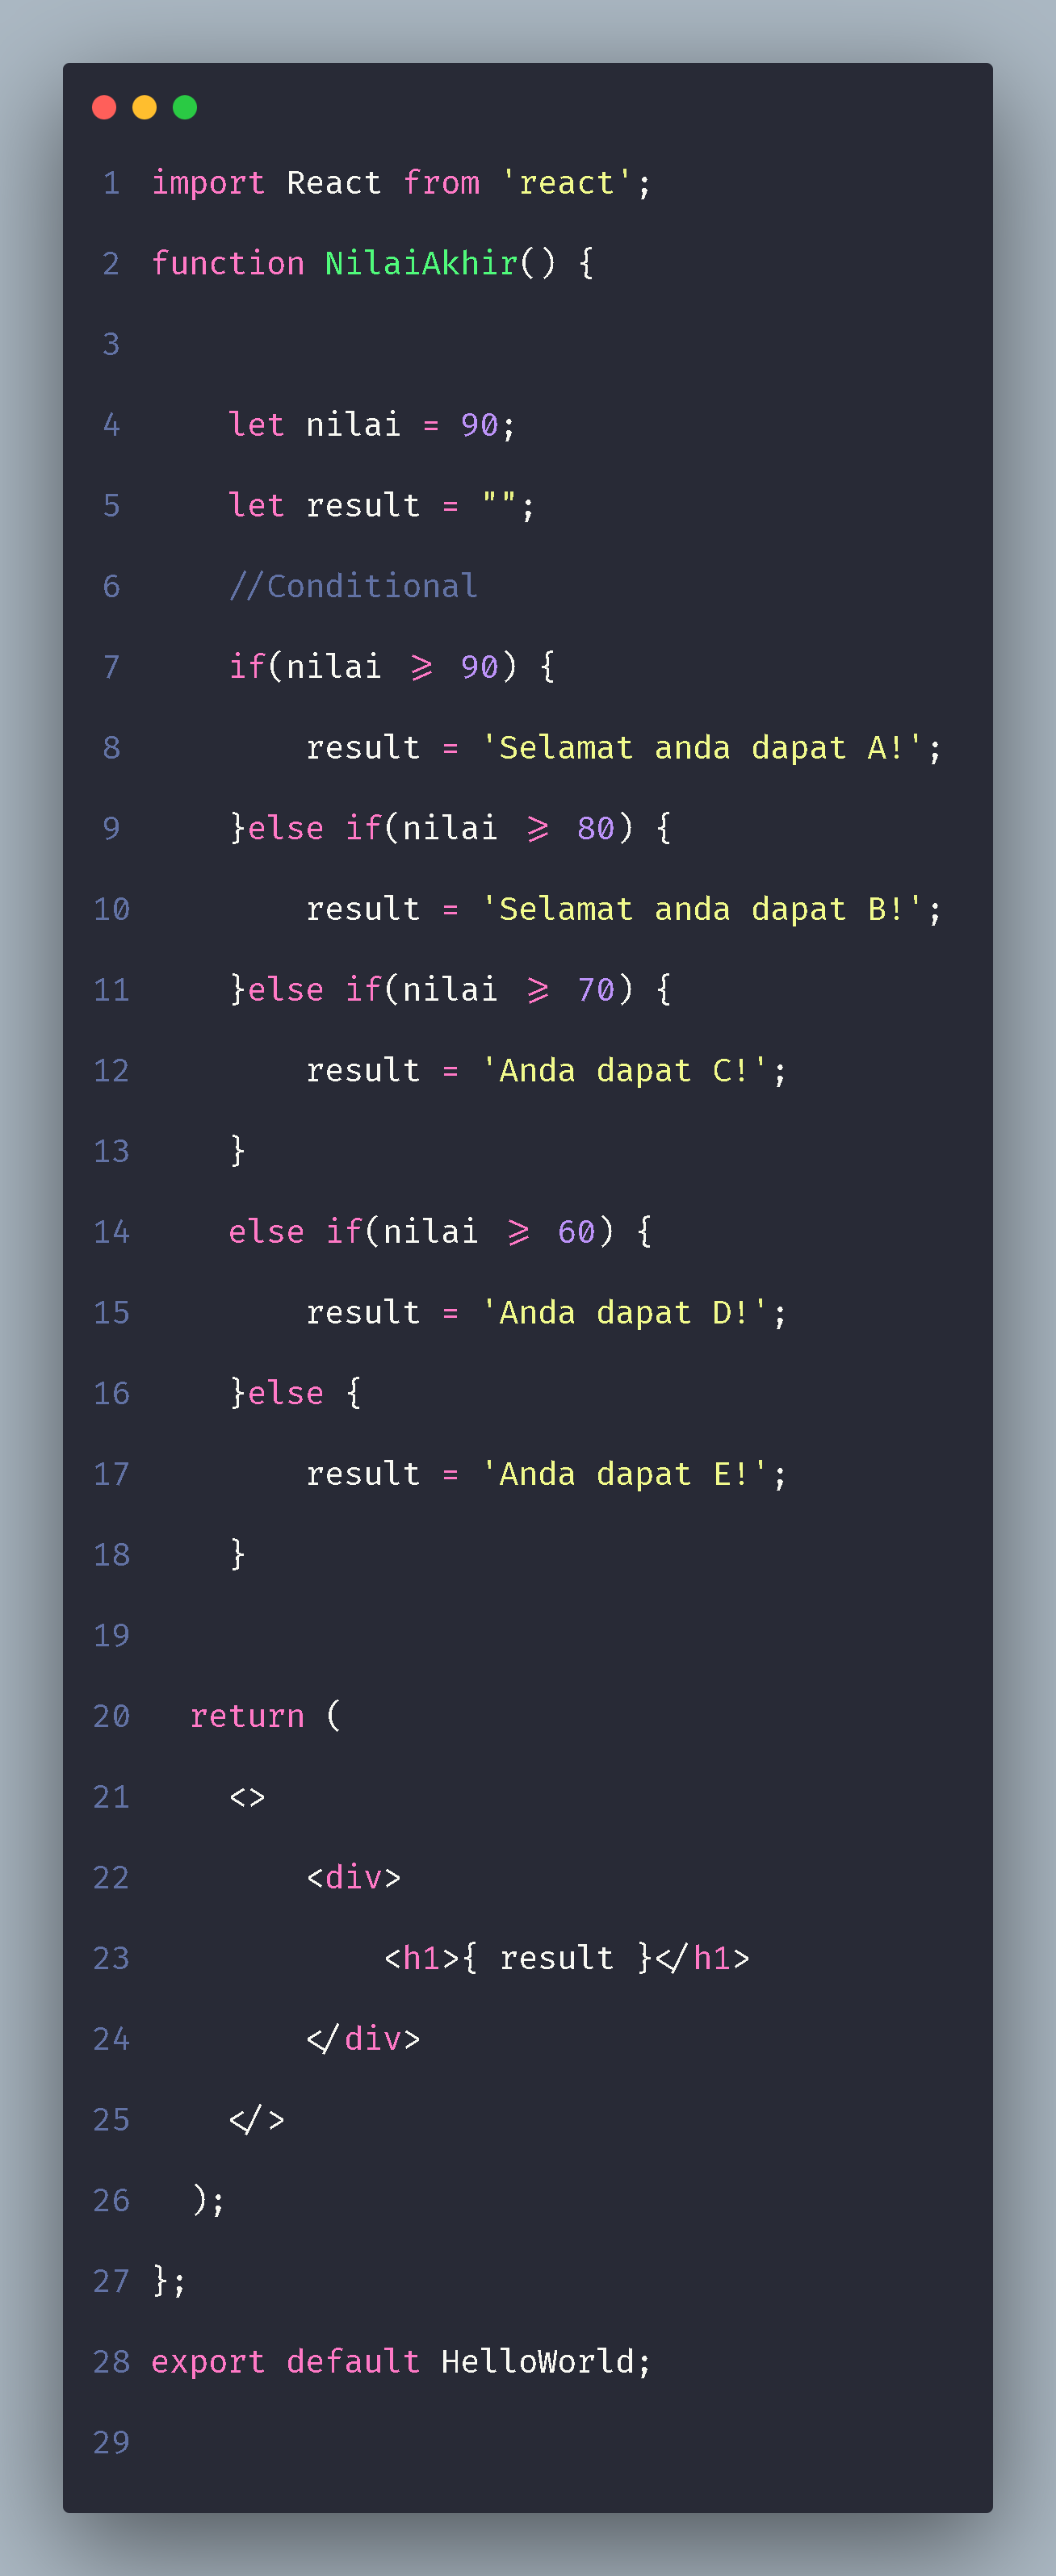 1 import React from 'react';
2 function NilaiAkhir() {
3
4 let nilai = 90;
5 let result = "";
6 //Conditional
7 if(nilai >= 90) {
8 result = 'Selamat anda dapat A!';
9 }else if(nilai >= 80) {
10 result = 'Selamat anda dapat B!';
11 }else if(nilai >= 70) {
12 result = 'Anda dapat C!';
13 }
14 else if(nilai >= 60) {
15 result = 'Anda dapat D!';
16 }else {
17 result = 'Anda dapat E!';
18 }
19
20 return (
21 <>
22 <div>
23 <h1>{ result }</h1>
24 </div>
25 </>
26 );
27 };
28 export default HelloWorld;
29